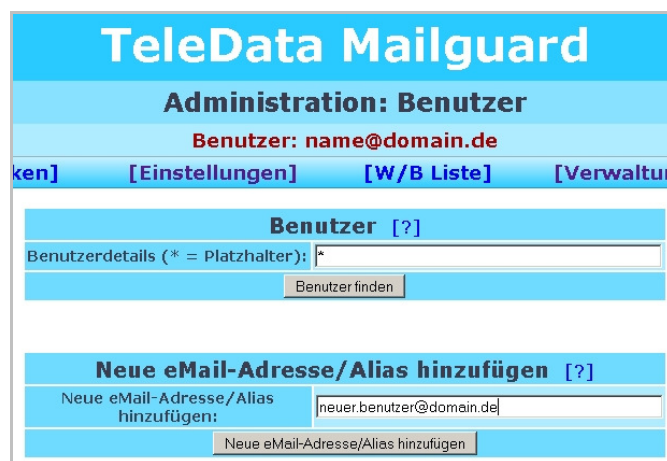 TeleData Mailguard
Administration: Benutzer
Benutzer: name@domain.de
ken] [Einstellungen] [W/B Liste] [Verwaltu
Benutzer [?]
Benutzerdetails (* = Platzhalter): *
Benutzer finden
Neue eMail-Adresse/Alias hinzufügen [?]
Neue eMail-Adresse/Alias
hinzufügen: neuer.benutzer@domain.de
Neue eMail-Adresse/Alias hinzufügen